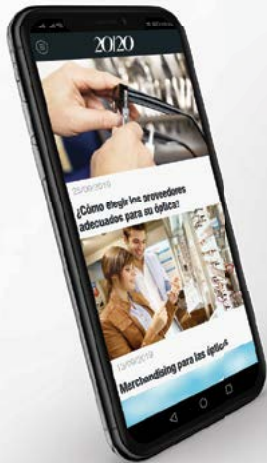 20/20
25/09/2019
¿Cómo elegir los proveedores
adecuados para su óptica?
13/09/2019
Merchandising para las ópticas